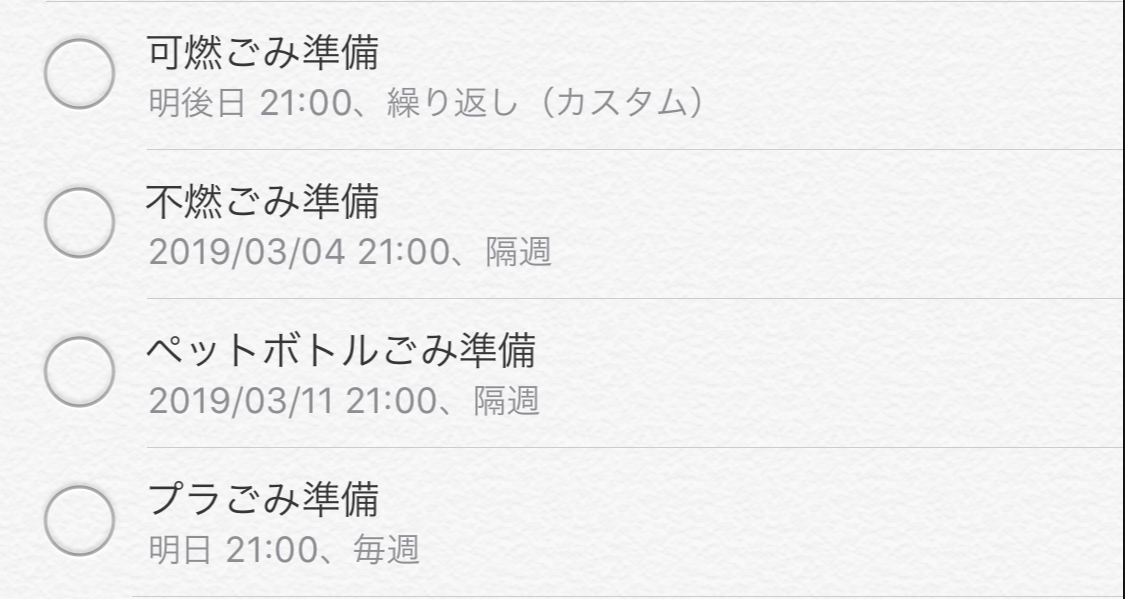 可燃ごみ準備
明後日 21:00、繰り返し（カスタム）
不燃ごみ準備
2019/03/04 21:00、隔週
ペットボトルごみ準備
2019/03/11 21:00、隔週
プラごみ準備
明日 21:00、毎週